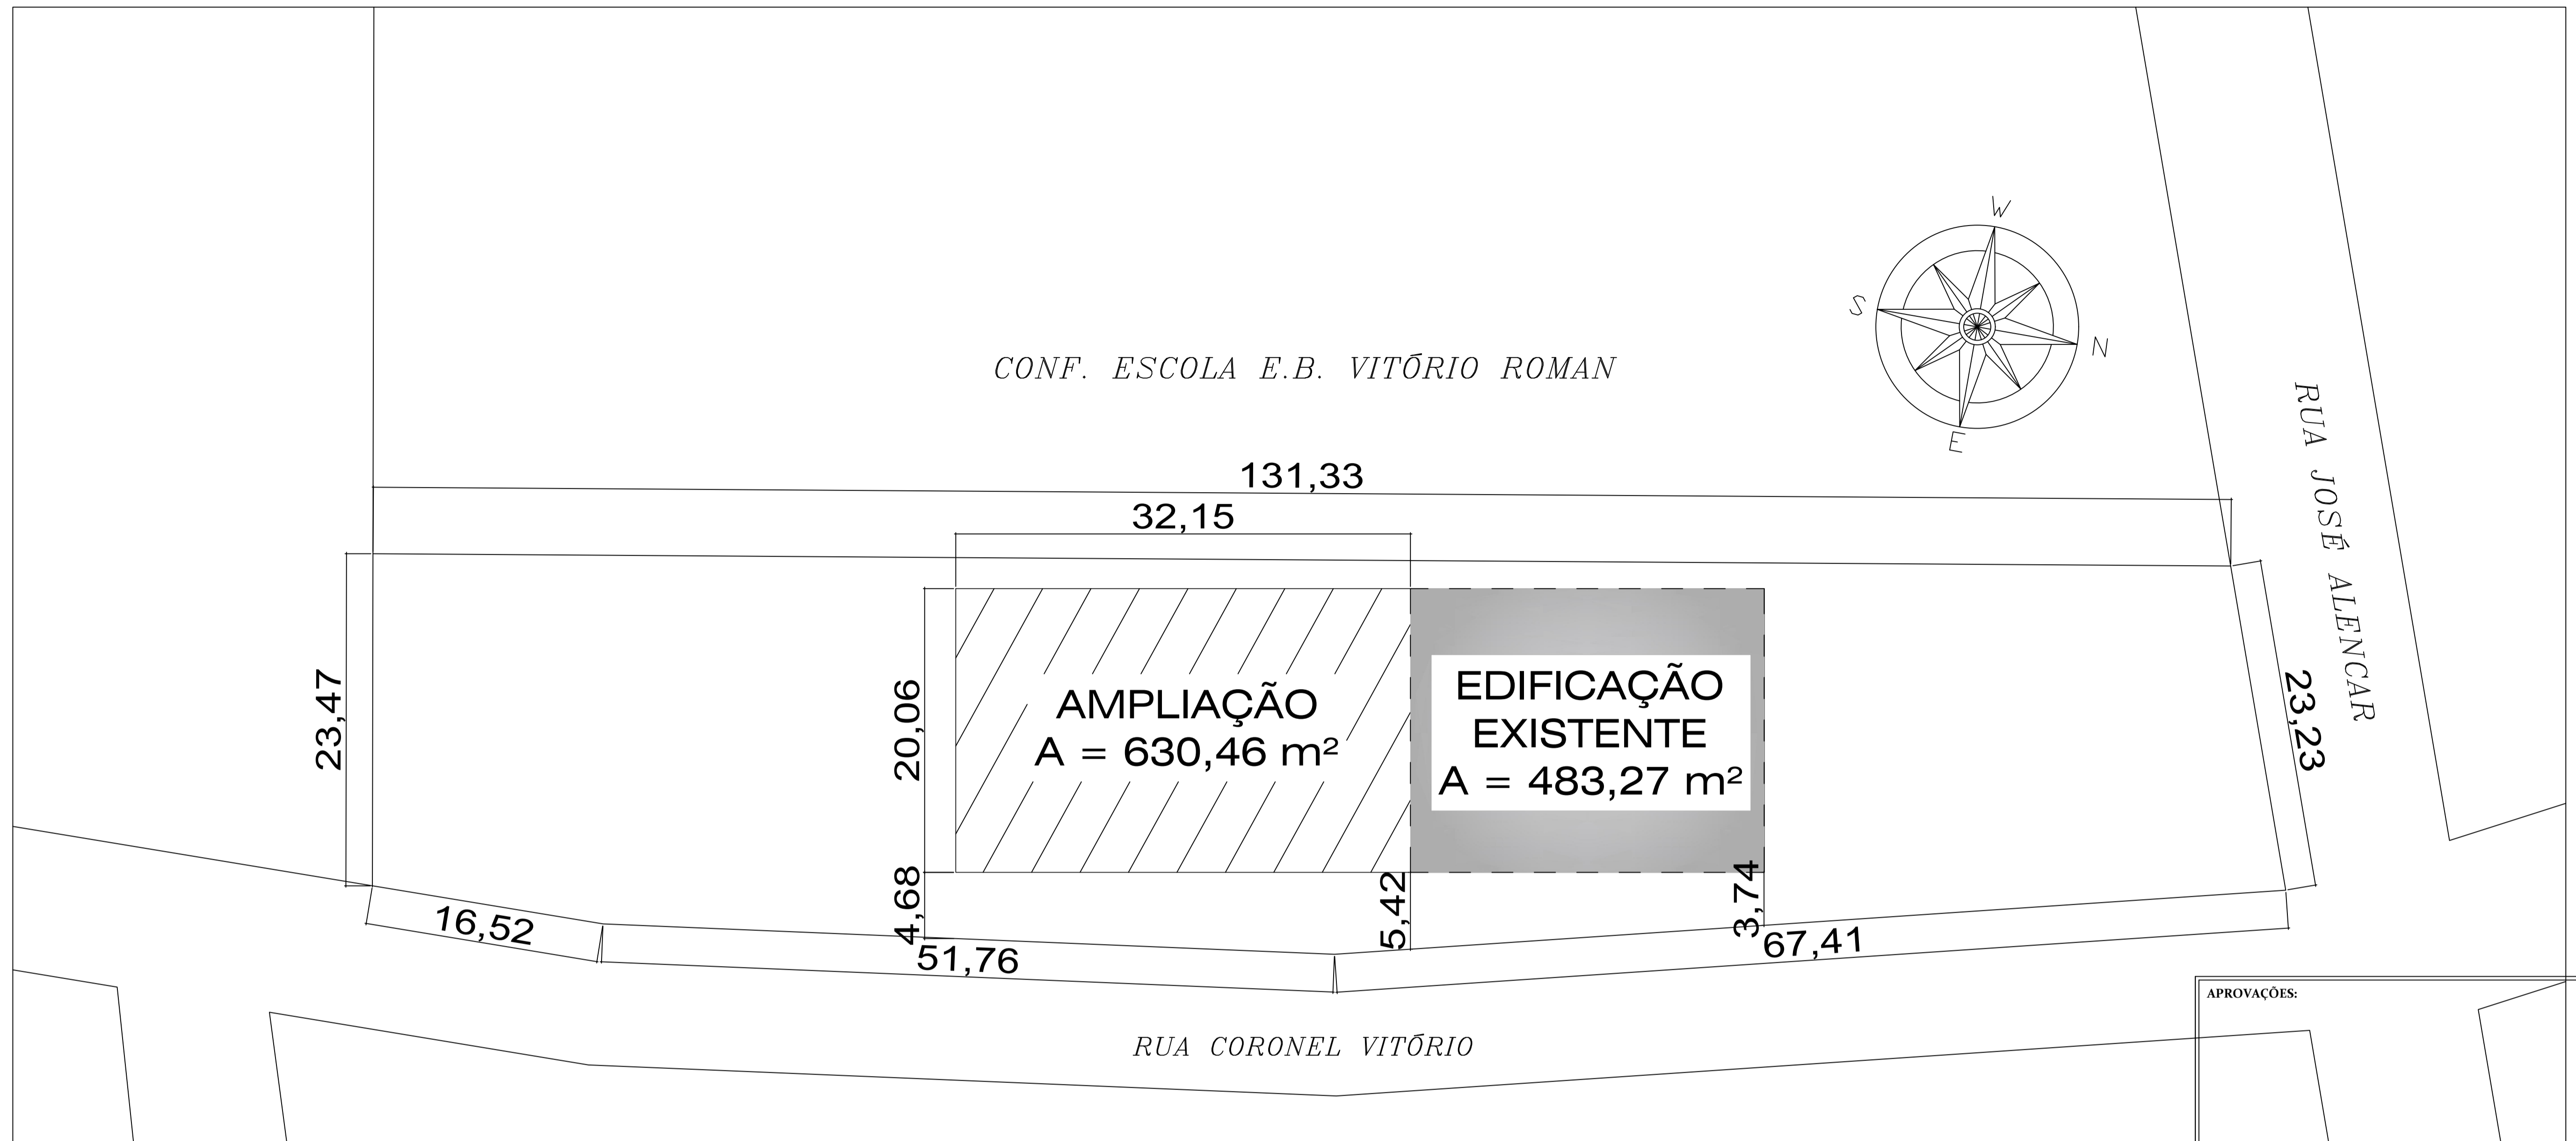 W
S
N
E
CONF. ESCOLA E.B. VITÓRIO ROMAN
RUA JOSÉ ALENCAR
131,33
32,15
23,47
20,06
AMPLIAÇÃO
A = 630,46 m²
EDIFICAÇÃO
EXISTENTE
A = 483,27 m²
23,23
4,68
5,42
3,74
16,52
51,76
67,41
RUA CORONEL VITÓRIO
APROVAÇÕES: